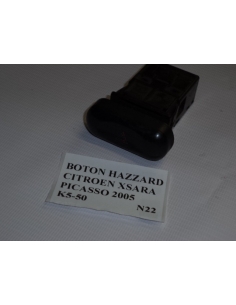 BOTON HAZZARD
CITROEN XSARA
PICASSO 2005
K5-50 N22